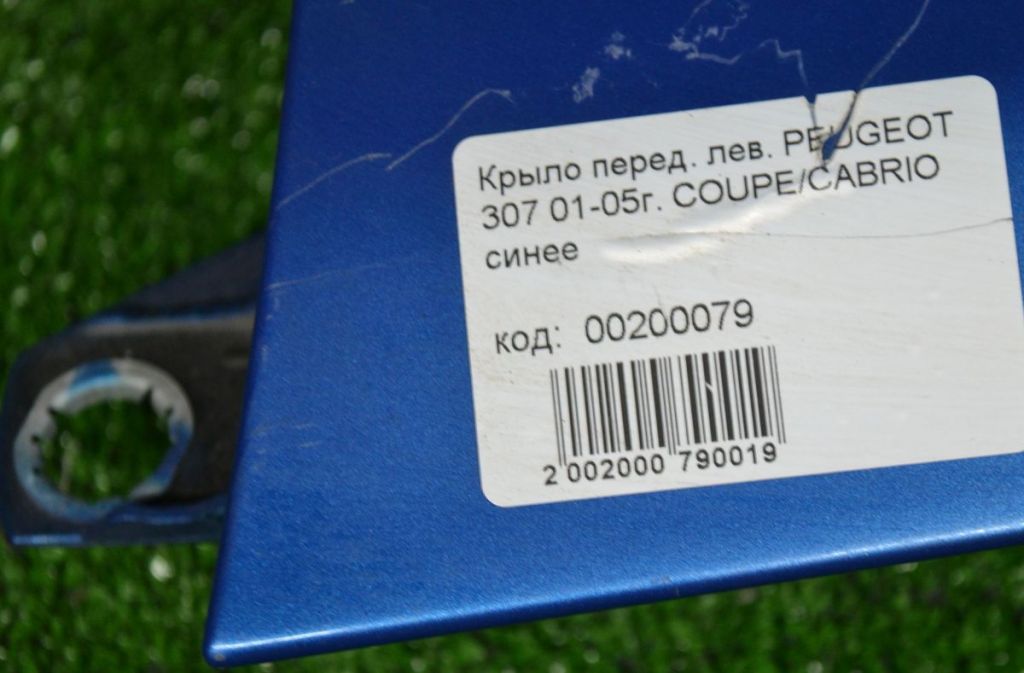 Крыло перед. лев. PEUGEOT
307 01-05г. COUPE/CABRIO
синее
код: 00200079
2 002000 790019